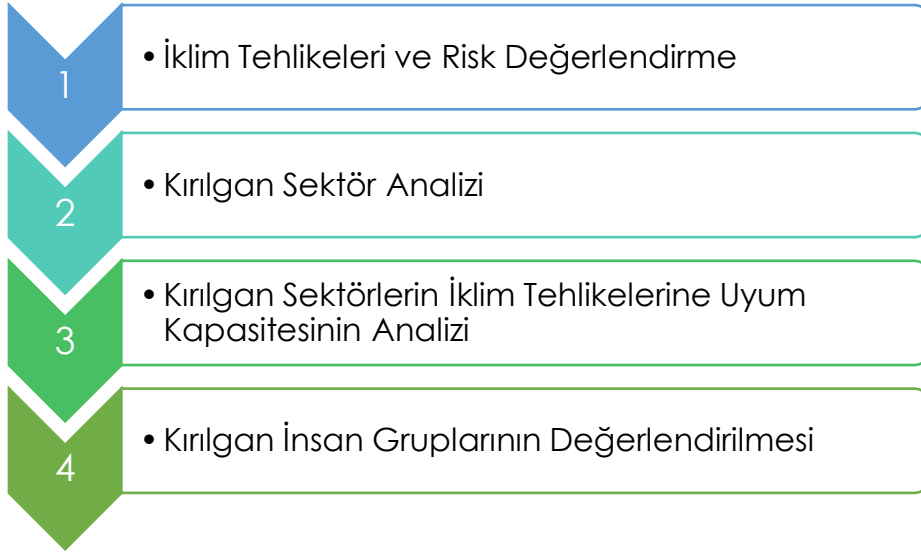 1
• İklim Tehlikeleri ve Risk Değerlendirme
2
• Kırılgan Sektör Analizi
3
• Kırılgan Sektörlerin İklim Tehlikelerine Uyum
Kapasitesinin Analizi
4
• Kırılgan İnsan Gruplarının Değerlendirilmesi